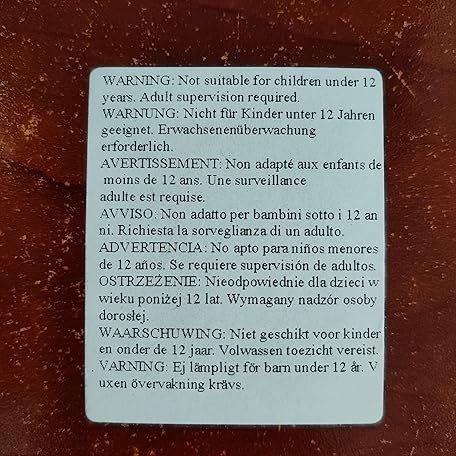 WARNING: Not suitable for children under 12
years. Adult supervision required.
WARNUNG: Nicht für Kinder unter 12 Jahren
geeignet. Erwachsenenüberwachung
erforderlich.
AVERTISSEMENT: Non adapté aux enfants de
moins de 12 ans. Une surveillance
adulte est requise.
AVVISO: Non adatto per bambini sotto i 12 an
ni. Richiesta la sorveglianza di un adulto.
ADVERTENCIA: No apto para niños menores
de 12 años. Se requiere supervisión de adultos.
OSTRZEŻENIE: Nieodpowiednie dla dzieci w
wieku poniżej 12 lat. Wymagany nadzór osoby
dorosłej.
WAARSCHUWING: Niet geschikt voor kinder
en onder de 12 jaar. Volwassen toezicht vereist.
VARNING: Ej lämpligt för barn under 12 år. V
uxen övervakning krävs.